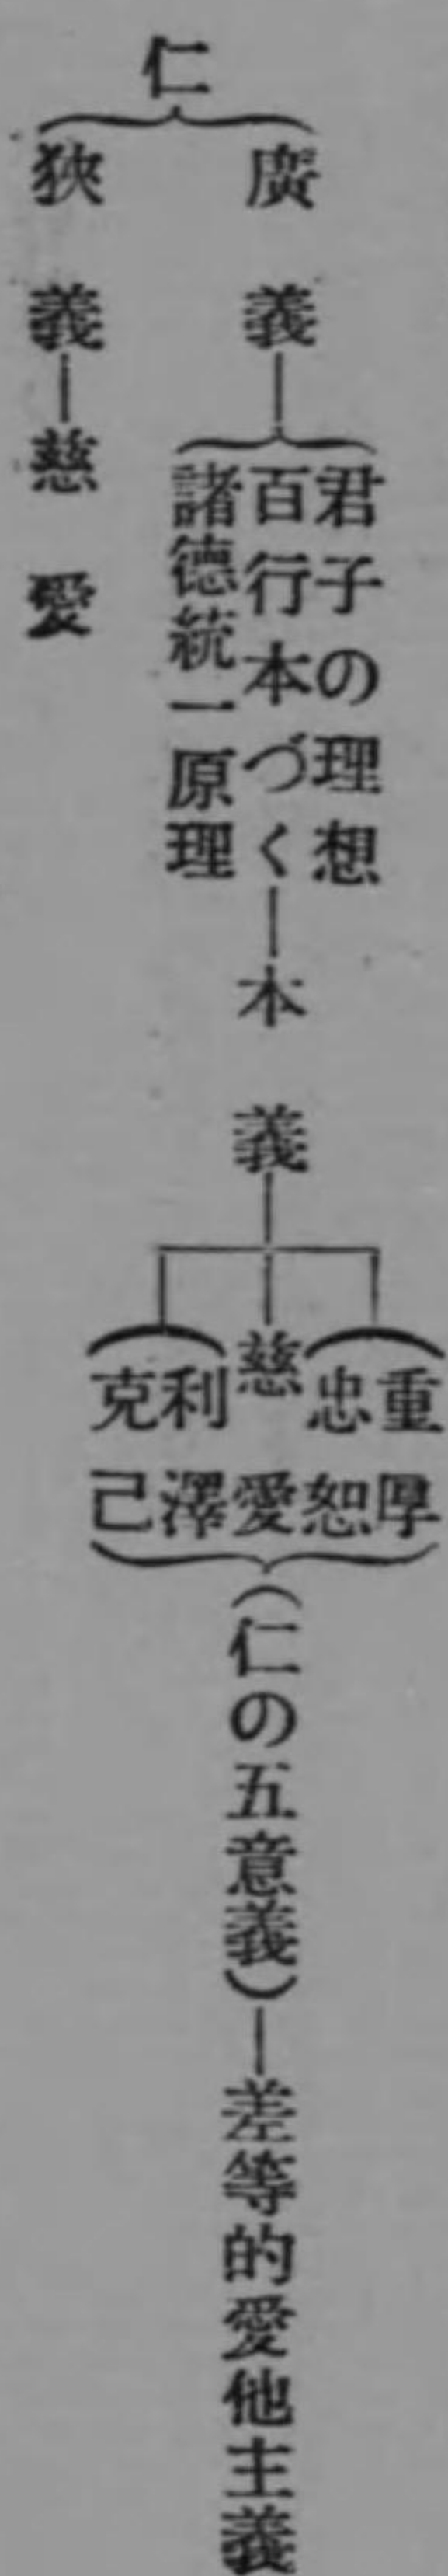 仁
廣義
君子の理想
百行本づく
諸德統一原理
本義
重厚
忠恕
慈愛
利澤
克己
(仁の五意義)
差等的愛他主義
狹義
慈愛